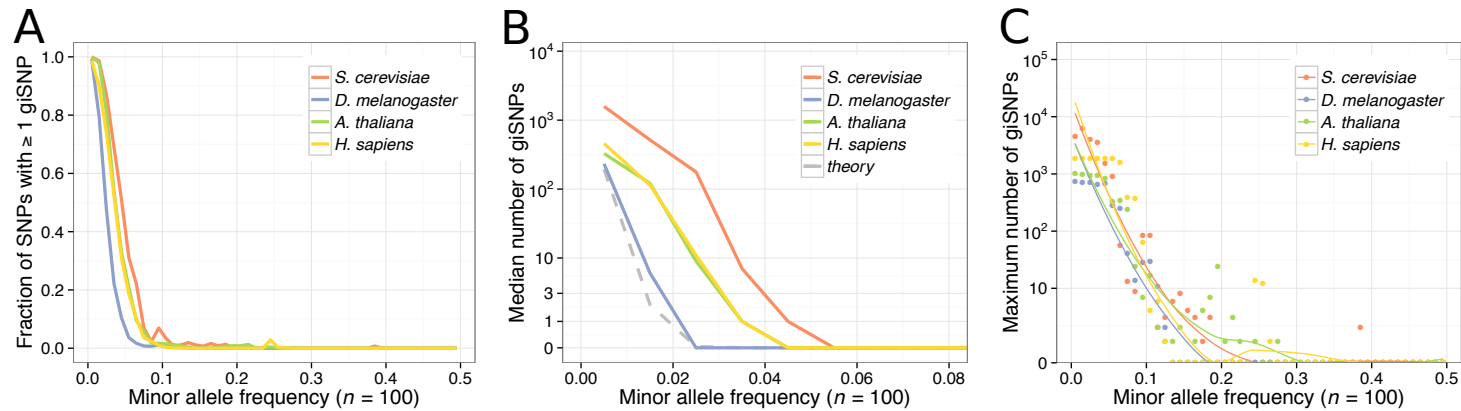 A
Fraction of SNPs with ≥ 1 giSNP
1.0
0.8
0.6
0.4
0.2
0.0
S. cerevisiae
D. melanogaster
A. thaliana
H. sapiens
0.0 0.1 0.2 0.3 0.4 0.5
Minor allele frequency (n = 100)
B
Median number of giSNPs
10⁴
10³
10²
10
3
1
0
S. cerevisiae
D. melanogaster
A. thaliana
H. sapiens
theory
0.00 0.02 0.04 0.06 0.08
Minor allele frequency (n = 100)
C
Maximum number of giSNPs
10⁵
10⁴
10³
10²
10
0
S. cerevisiae
D. melanogaster
A. thaliana
H. sapiens
0.0 0.1 0.2 0.3 0.4 0.5
Minor allele frequency (n = 100)